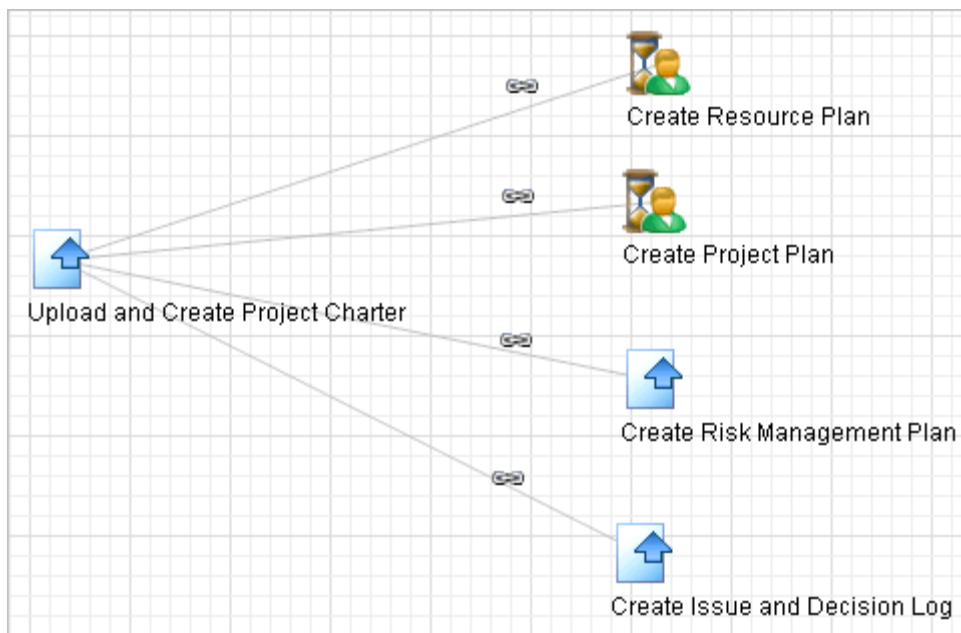 Create Resource Plan
Create Project Plan
Upload and Create Project Charter
Create Risk Management Plan
Create Issue and Decision Log